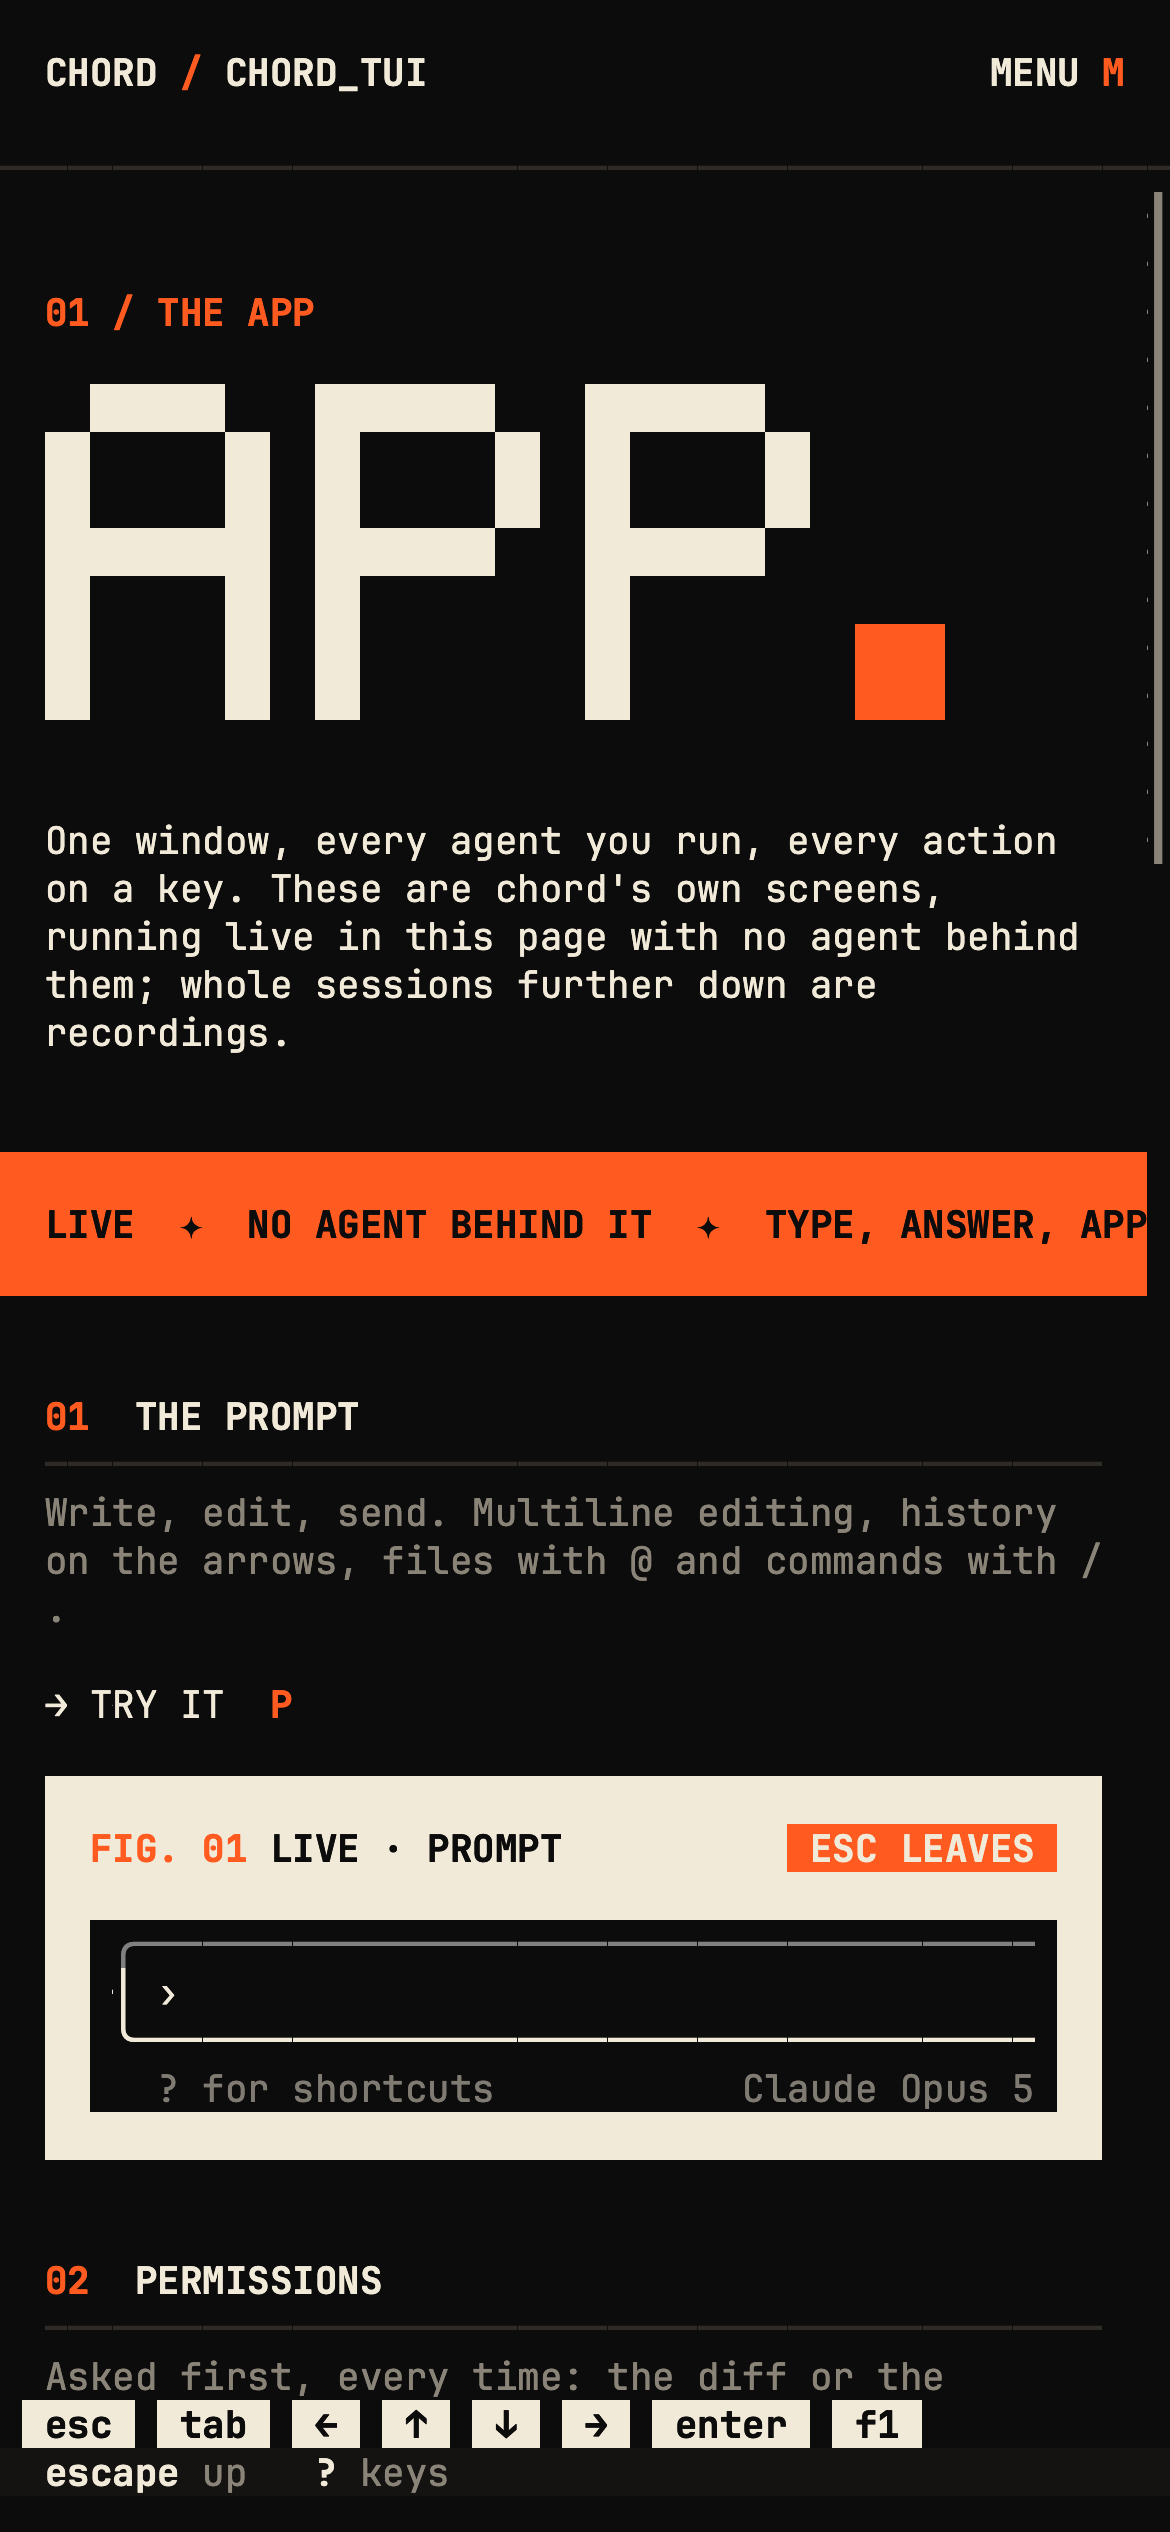 CHORD / CHORD_TUI
MENU M
01 / THE APP
APP.
One window, every agent you run, every action
on a key. These are chord's own screens,
running live in this page with no agent behind
them; whole sessions further down are
recordings.
LIVE ✦ NO AGENT BEHIND IT ✦ TYPE, ANSWER, APP
01 THE PROMPT
Write, edit, send. Multiline editing, history
on the arrows, files with @ and commands with /
.
→ TRY IT P
FIG. 01 LIVE · PROMPT
ESC LEAVES
›
? for shortcuts
Claude Opus 5
02 PERMISSIONS
Asked first, every time: the diff or the
esc tab ← ↑ ↓ → enter f1
escape up ? keys